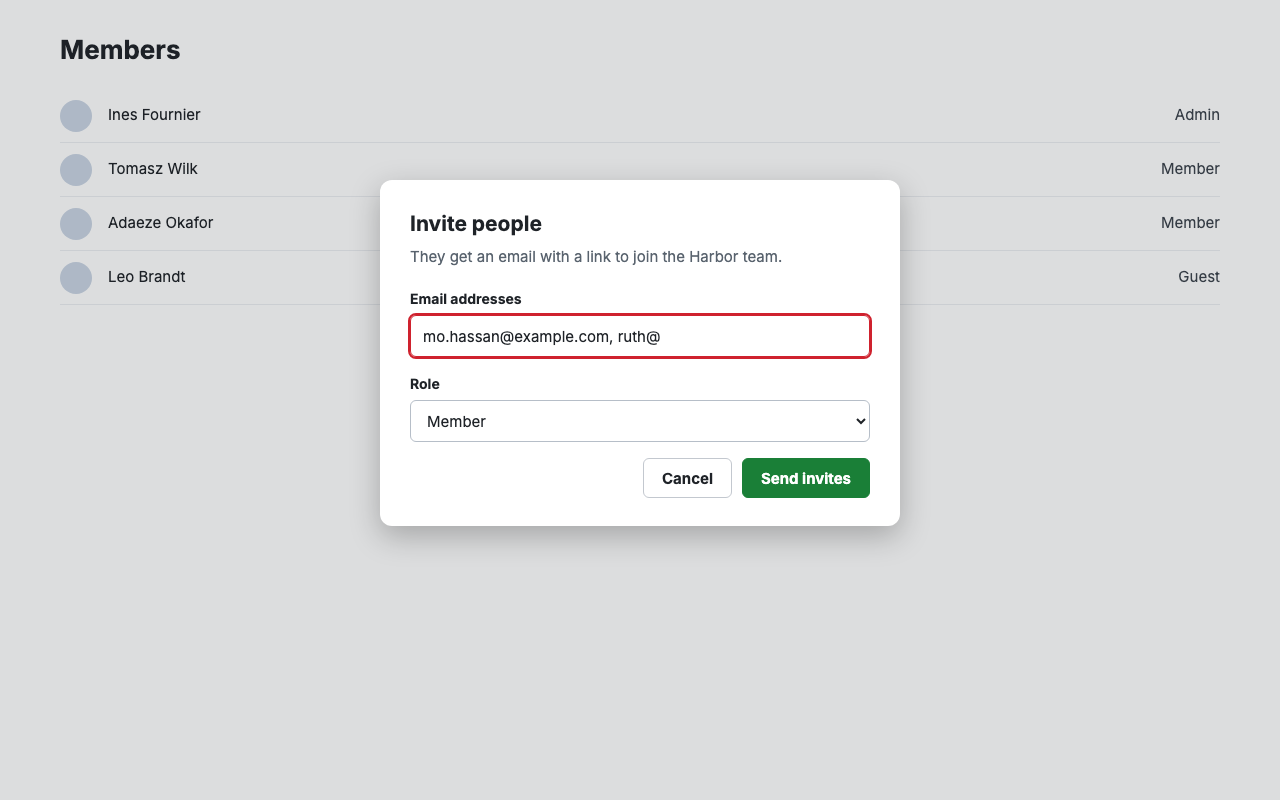 Members
Ines Fournier Admin
Tomasz Wilk Member
Adaeze Okafor Member
Leo Brandt Guest
Invite people
They get an email with a link to join the Harbor team.
Email addresses
mo.hassan@example.com, ruth@
Role
Member
Cancel Send invites